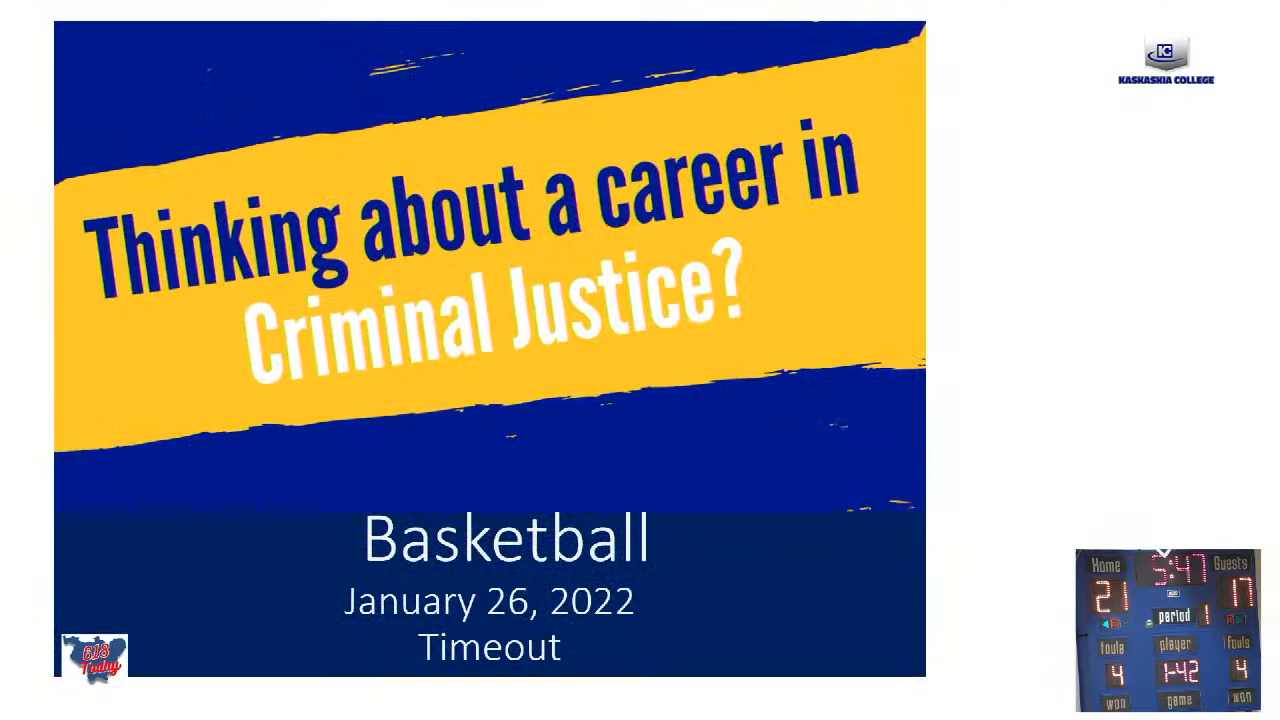 KASKASKIA COLLEGE
Thinking about a career in
Criminal Justice?
Basketball
January 26, 2022
Timeout
618
Today
Home 5:47 Guests
21 17
period 1
fouls player fouls
4 1-42 4
won game won